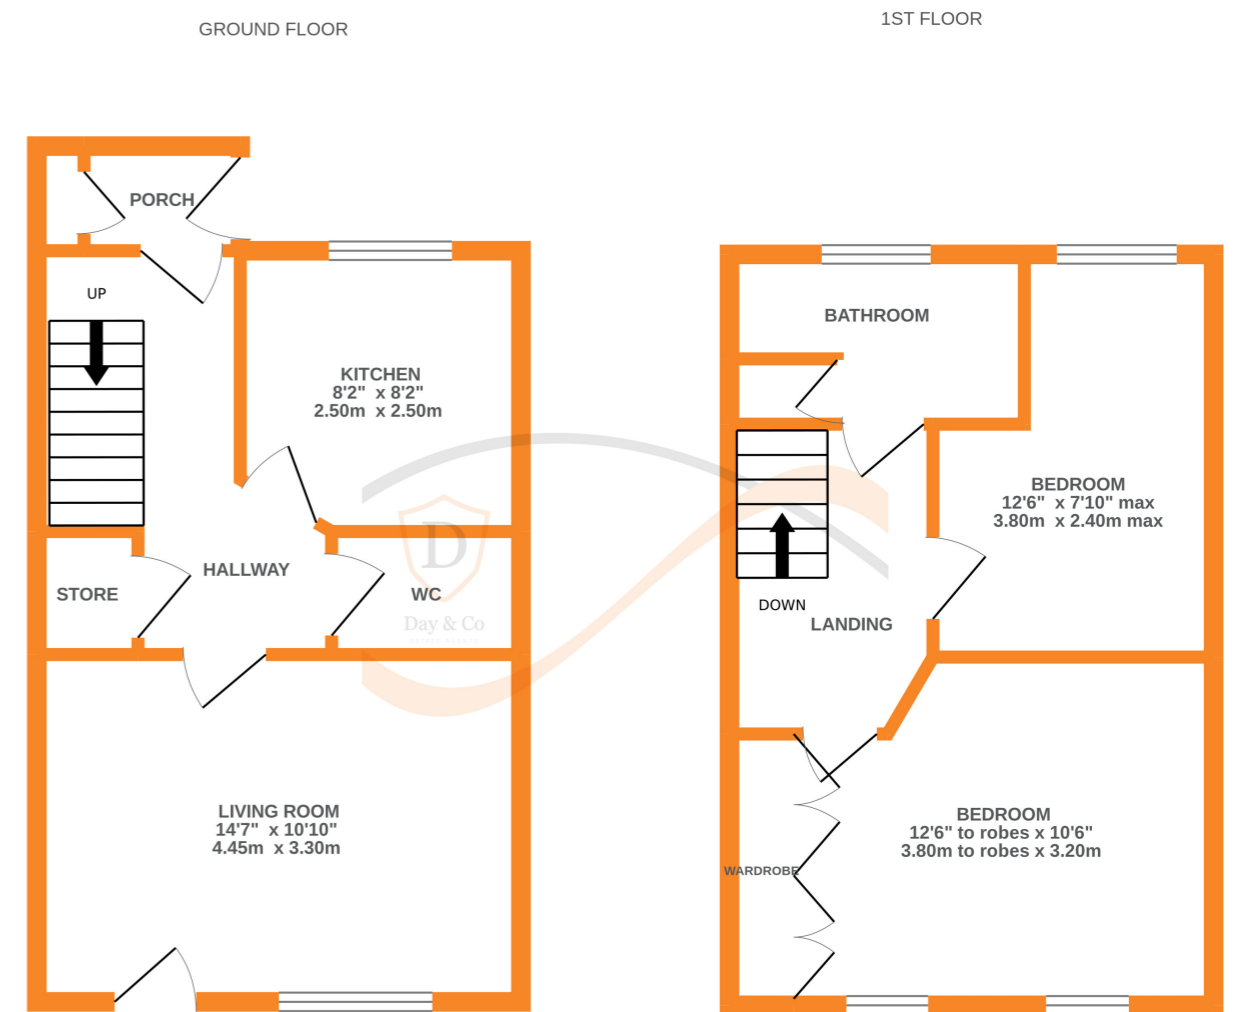 GROUND FLOOR
PORCH
UP
KITCHEN
8'2" x 8'2"
2.50m x 2.50m
HALLWAY
STORE
WC
D
Day & Co
LIVING ROOM
14'7" x 10'10"
4.45m x 3.30m
1ST FLOOR
BATHROOM
BEDROOM
12'6" x 7'10" max
3.80m x 2.40m max
DOWN
LANDING
BEDROOM
12'6" to robes x 10'6"
3.80m to robes x 3.20m
WARDROBE